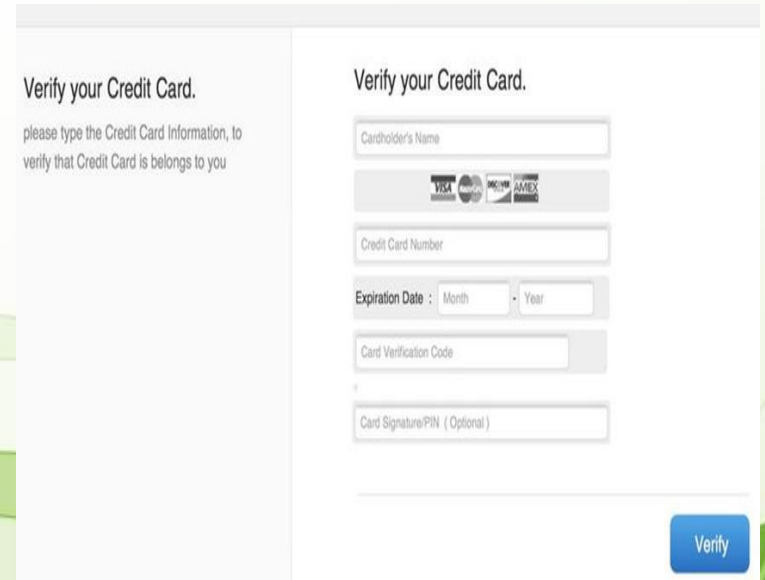 Verify your Credit Card.
please type the Credit Card Information, to
verify that Credit Card is belongs to you
Verify your Credit Card.
Cardholder's Name
VISA MasterCard DISCOVER AMEX
Credit Card Number
Expiration Date : Month - Year
Card Verification Code
Card Signature/PIN ( Optional )
Verify